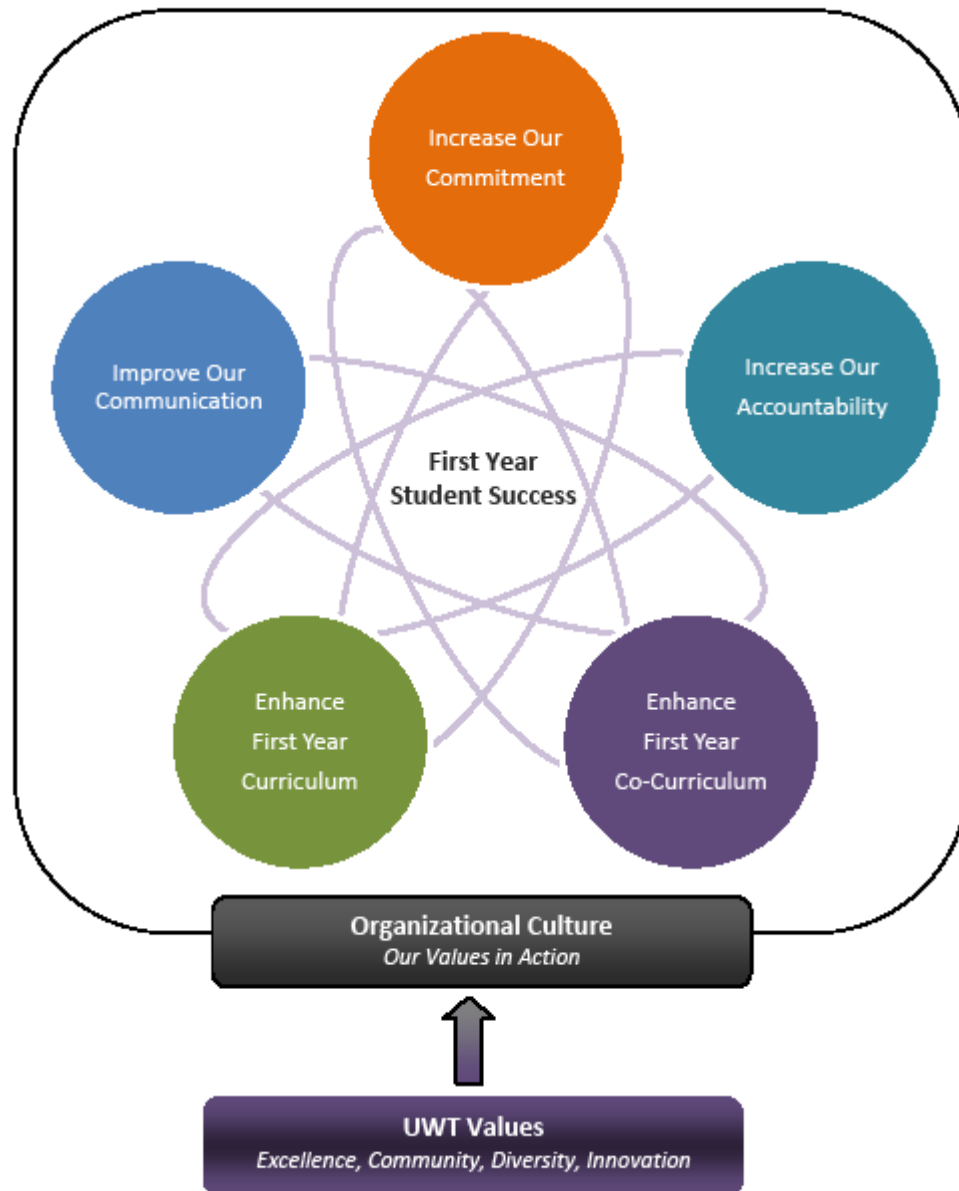 Increase Our
Commitment
Improve Our
Communication
Increase Our
Accountability
First Year
Student Success
Enhance
First Year
Curriculum
Enhance
First Year
Co-Curriculum
Organizational Culture
Our Values in Action
UWT Values
Excellence, Community, Diversity, Innovation